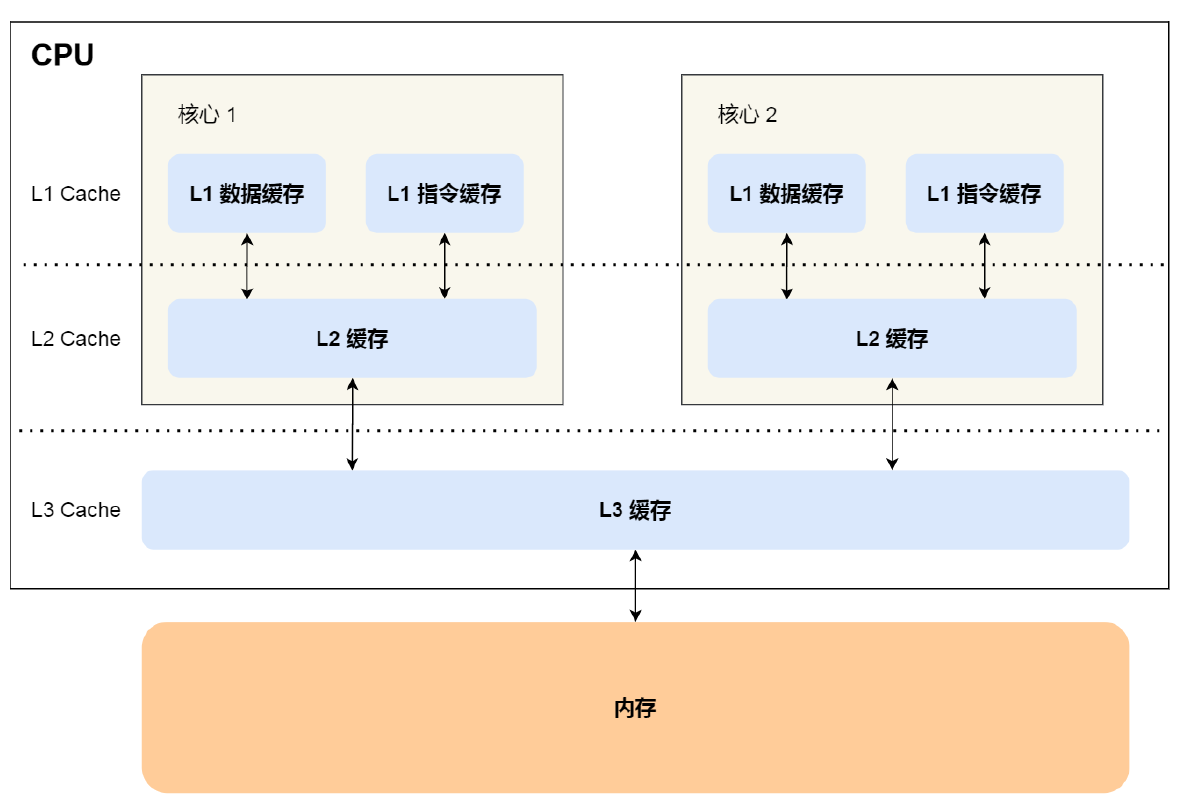 CPU
核心 1
核心 2
L1 Cache
L1 数据缓存
L1 指令缓存
L1 数据缓存
L1 指令缓存
L2 Cache
L2 缓存
L2 缓存
L3 Cache
L3 缓存
内存